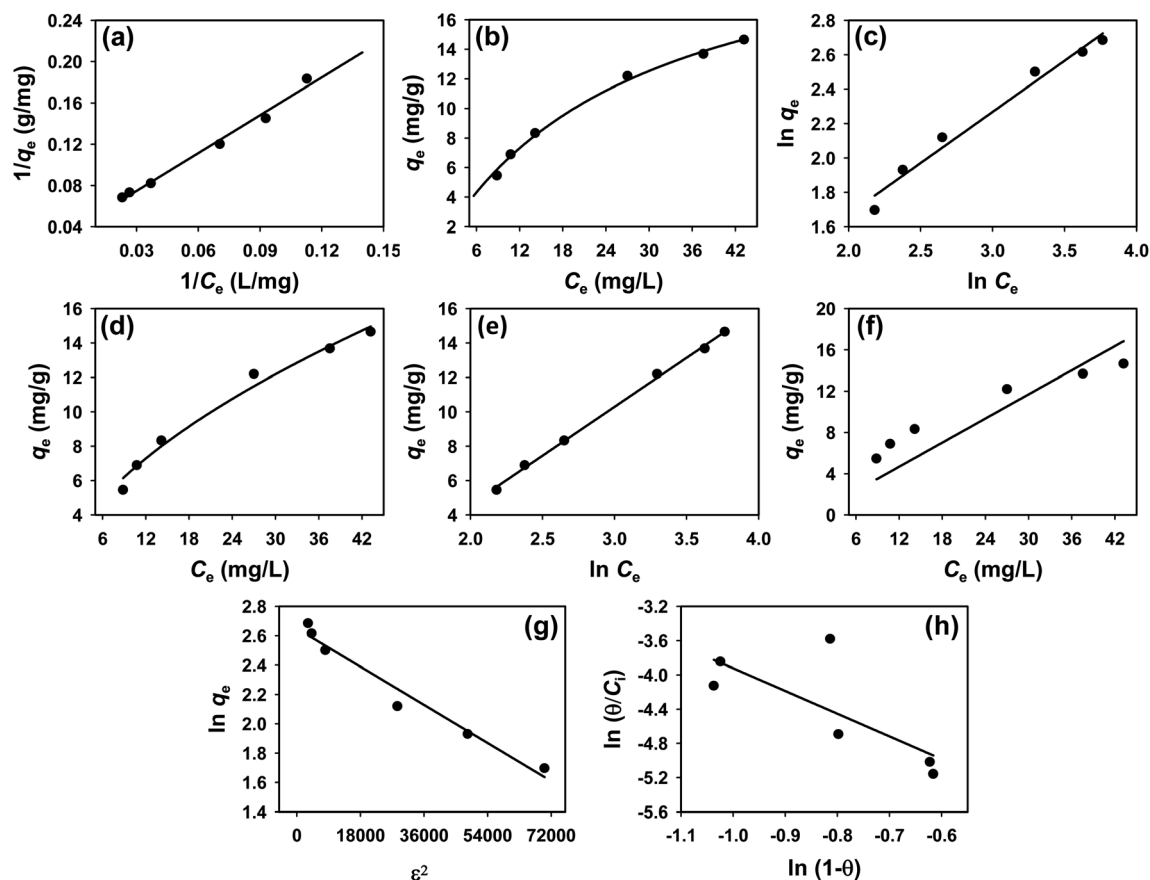 (a)
0.24
0.20
0.16
0.12
0.08
0.04
1/qe (g/mg)
0.03 0.06 0.09 0.12 0.15
1/Ce (L/mg)
(b)
18
16
14
12
10
8
6
4
2
qe (mg/g)
6 12 18 24 30 36 42
Ce (mg/L)
(c)
2.8
2.6
2.4
2.2
2.0
1.8
1.6
ln qe
2.0 2.5 3.0 3.5 4.0
ln Ce
(d)
16
14
12
10
8
6
4
qe (mg/g)
6 12 18 24 30 36 42
Ce (mg/L)
(e)
16
14
12
10
8
6
4
qe (mg/g)
2.0 2.5 3.0 3.5 4.0
ln Ce
(f)
20
16
12
8
4
0
qe (mg/g)
6 12 18 24 30 36 42
Ce (mg/L)
(g)
2.8
2.6
2.4
2.2
2.0
1.8
1.6
1.4
ln qe
0 18000 36000 54000 72000
ε²
(h)
-3.2
-3.6
-4.0
-4.4
-4.8
-5.2
-5.6
ln (θ/Ci)
-1.1 -1.0 -0.9 -0.8 -0.7 -0.6
ln (1-θ)